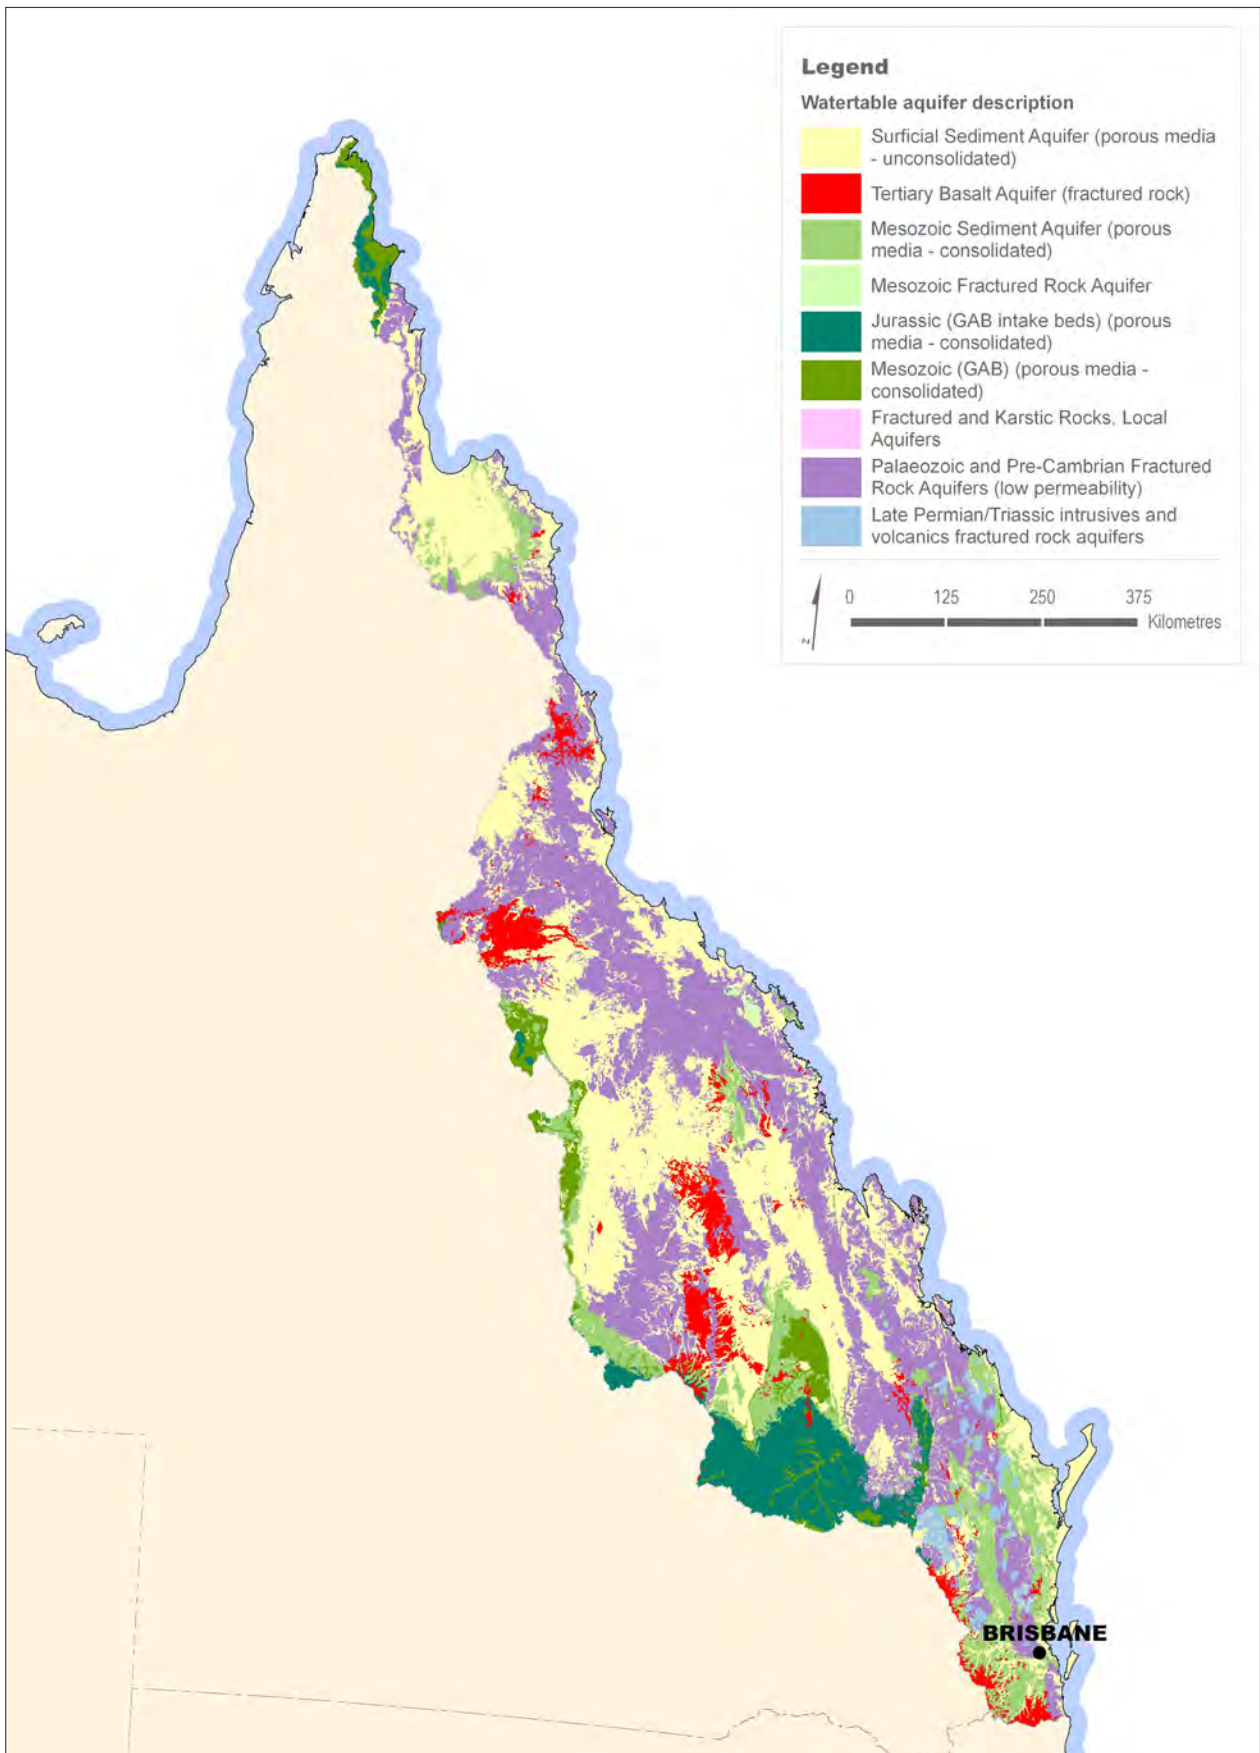 Legend
Watertable aquifer description
Surficial Sediment Aquifer (porous media
- unconsolidated)
Tertiary Basalt Aquifer (fractured rock)
Mesozoic Sediment Aquifer (porous
media - consolidated)
Mesozoic Fractured Rock Aquifer
Jurassic (GAB intake beds) (porous
media - consolidated)
Mesozoic (GAB) (porous media -
consolidated)
Fractured and Karstic Rocks, Local
Aquifers
Palaeozoic and Pre-Cambrian Fractured
Rock Aquifers (low permeability)
Late Permian/Triassic intrusives and
volcanics fractured rock aquifers
0 125 250 375
Kilometres
N
BRISBANE